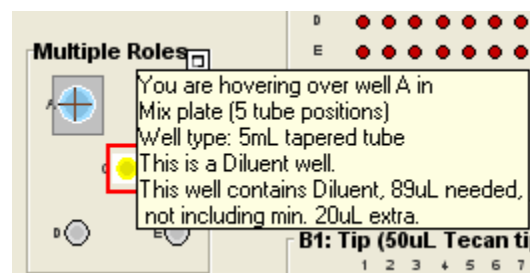 D
E
Multiple Roles
You are hovering over well A in
Mix plate (5 tube positions)
Well type: 5mL tapered tube
This is a Diluent well.
This well contains Diluent, 89uL needed,
not including min. 20uL extra.
A
D
E
B1: Tip (50uL Tecan ti
1 2 3 4 5 6 7